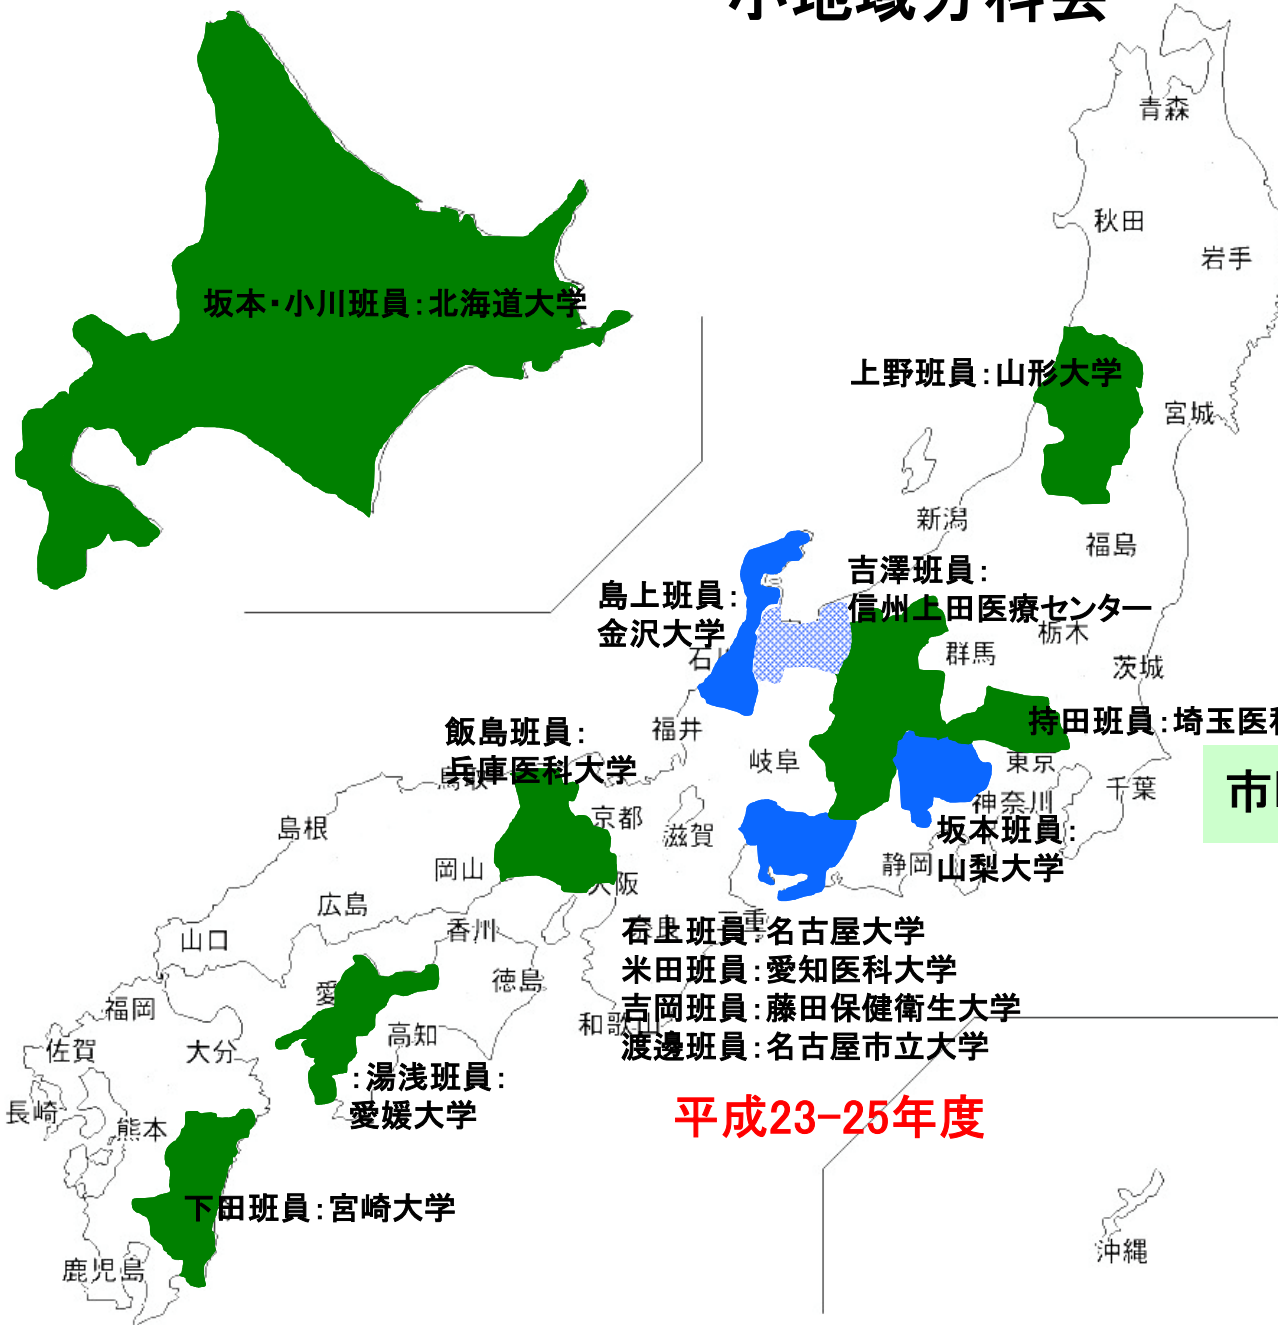 小地域分科会
青森
秋田
岩手
坂本・小川班員：北海道大学
上野班員：山形大学
宮城
新潟
福島
吉澤班員：
信州上田医療センター
島上班員：
金沢大学
栃木
群馬
石川
茨城
持田班員：埼玉医科
福井
飯島班員：
兵庫医科大学
鳥取
岐阜
東京
千葉
神奈川
京都
滋賀
島根
坂本班員：
山梨大学
静岡
岡山
大阪
広島
香川
山口
奈良
三重
石上班員：名古屋大学
米田班員：愛知医科大学
吉岡班員：藤田保健衛生大学
渡邊班員：名古屋市立大学
徳島
愛
福岡
和歌山
高知
佐賀
大分
：湯浅班員：
愛媛大学
長崎
熊本
平成23-25年度
下田班員：宮崎大学
沖縄
鹿児島